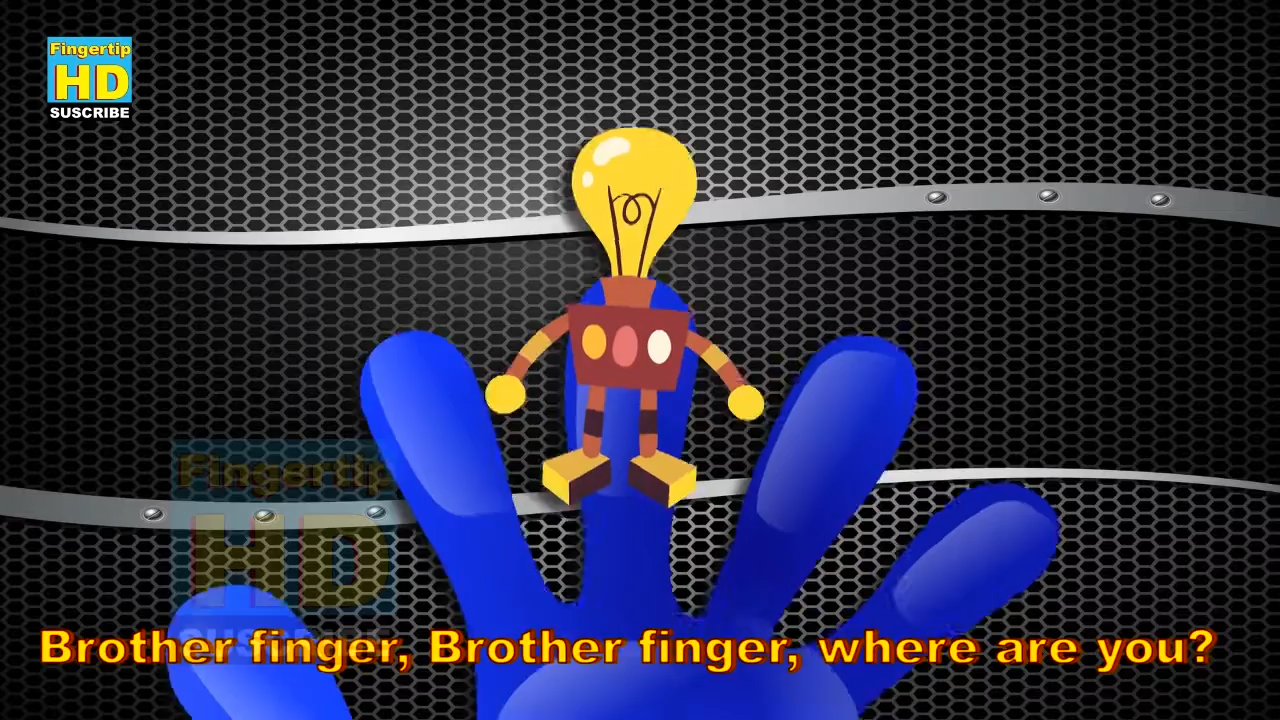 Fingertip
HD
SUSCRIBE
Fingertip
HD
Brother finger, Brother finger, where are you?